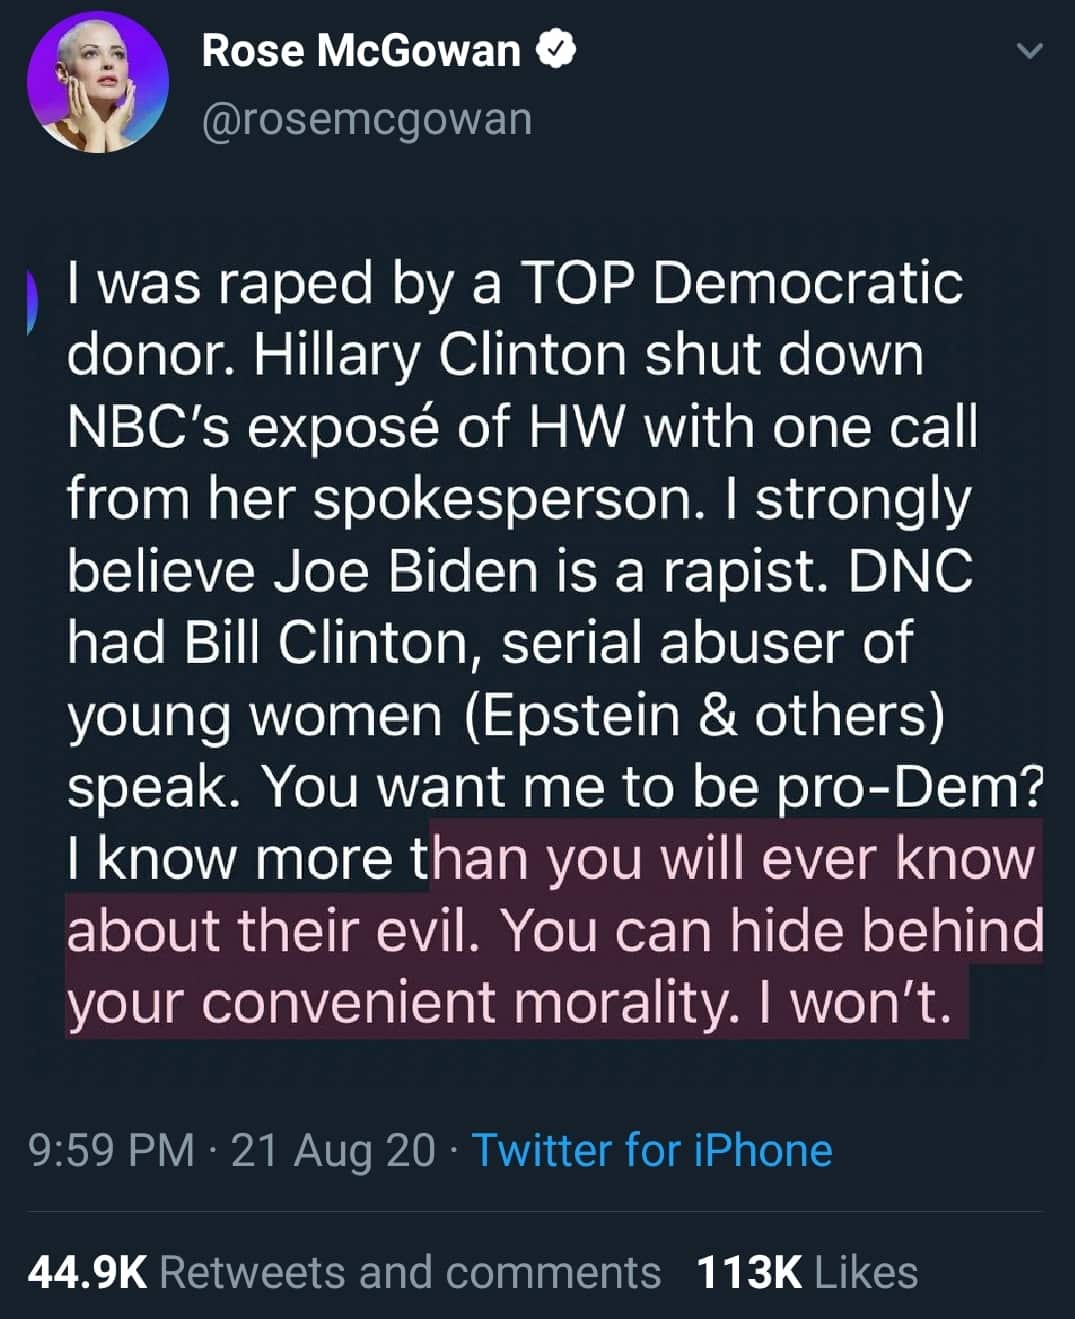 Rose McGowan
@rosemcgowan
I was raped by a TOP Democratic
donor. Hillary Clinton shut down
NBC’s exposé of HW with one call
from her spokesperson. I strongly
believe Joe Biden is a rapist. DNC
had Bill Clinton, serial abuser of
young women (Epstein & others)
speak. You want me to be pro-Dem?
I know more than you will ever know
about their evil. You can hide behind
your convenient morality. I won’t.
9:59 PM · 21 Aug 20 · Twitter for iPhone
44.9K Retweets and comments 113K Likes